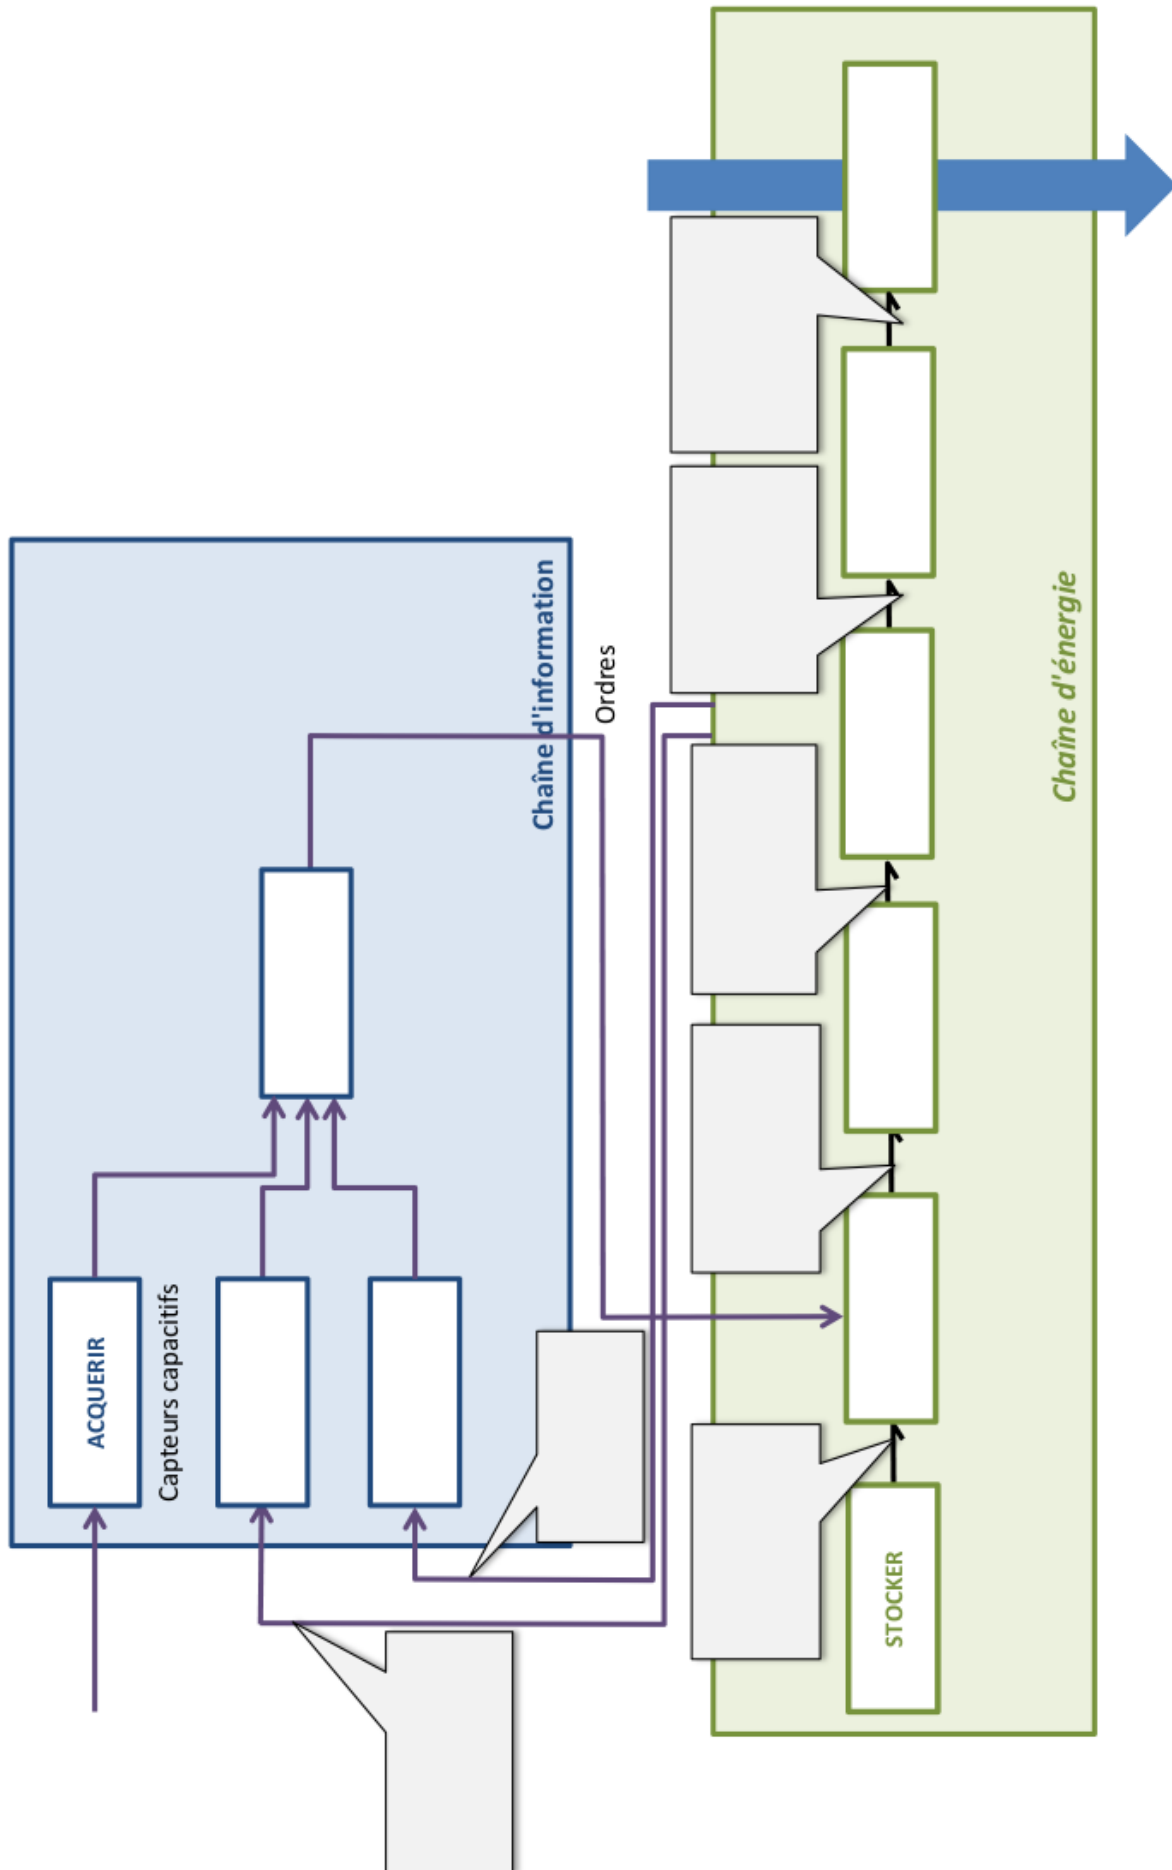 ACQUERIR
Capteurs capacitifs
Chaîne d'information
Ordres
STOCKER
Chaîne d'énergie